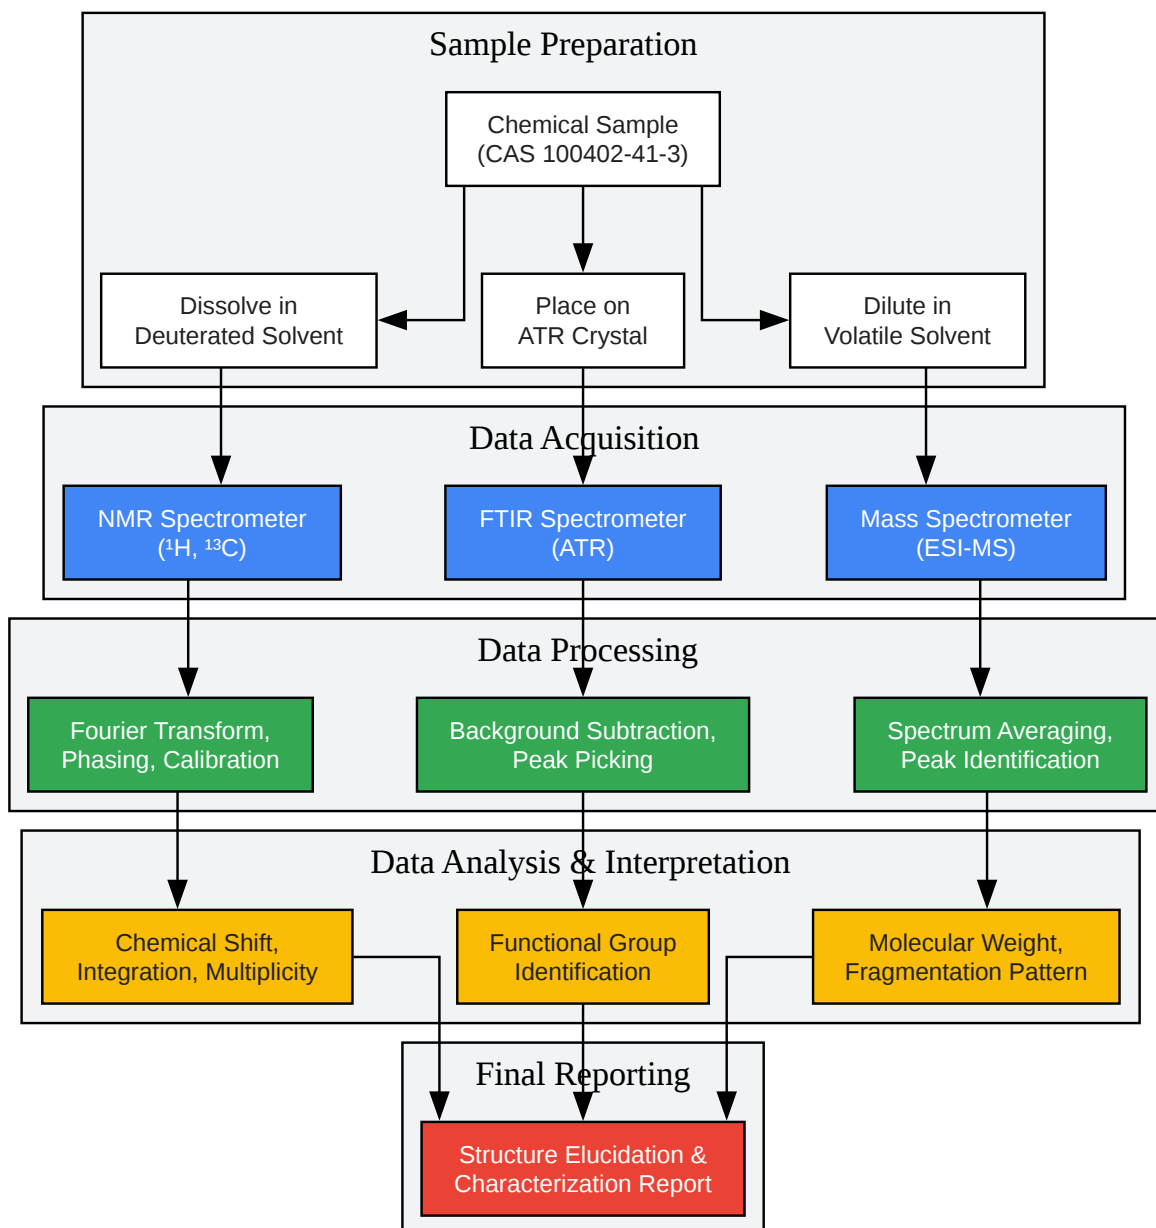 Sample Preparation
Chemical Sample
(CAS 100402-41-3)
Dissolve in
Deuterated Solvent
Place on
ATR Crystal
Dilute in
Volatile Solvent
Data Acquisition
NMR Spectrometer
(¹H, ¹³C)
FTIR Spectrometer
(ATR)
Mass Spectrometer
(ESI-MS)
Data Processing
Fourier Transform,
Phasing, Calibration
Background Subtraction,
Peak Picking
Spectrum Averaging,
Peak Identification
Data Analysis & Interpretation
Chemical Shift,
Integration, Multiplicity
Functional Group
Identification
Molecular Weight,
Fragmentation Pattern
Final Reporting
Structure Elucidation &
Characterization Report